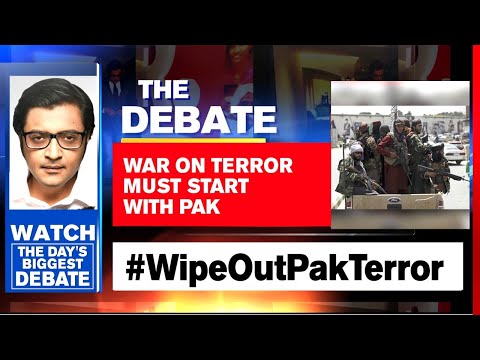 THE
DEBATE
WAR ON TERROR
MUST START
WITH PAK
WATCH
THE DAY'S
BIGGEST
DEBATE
#WipeOutPakTerror